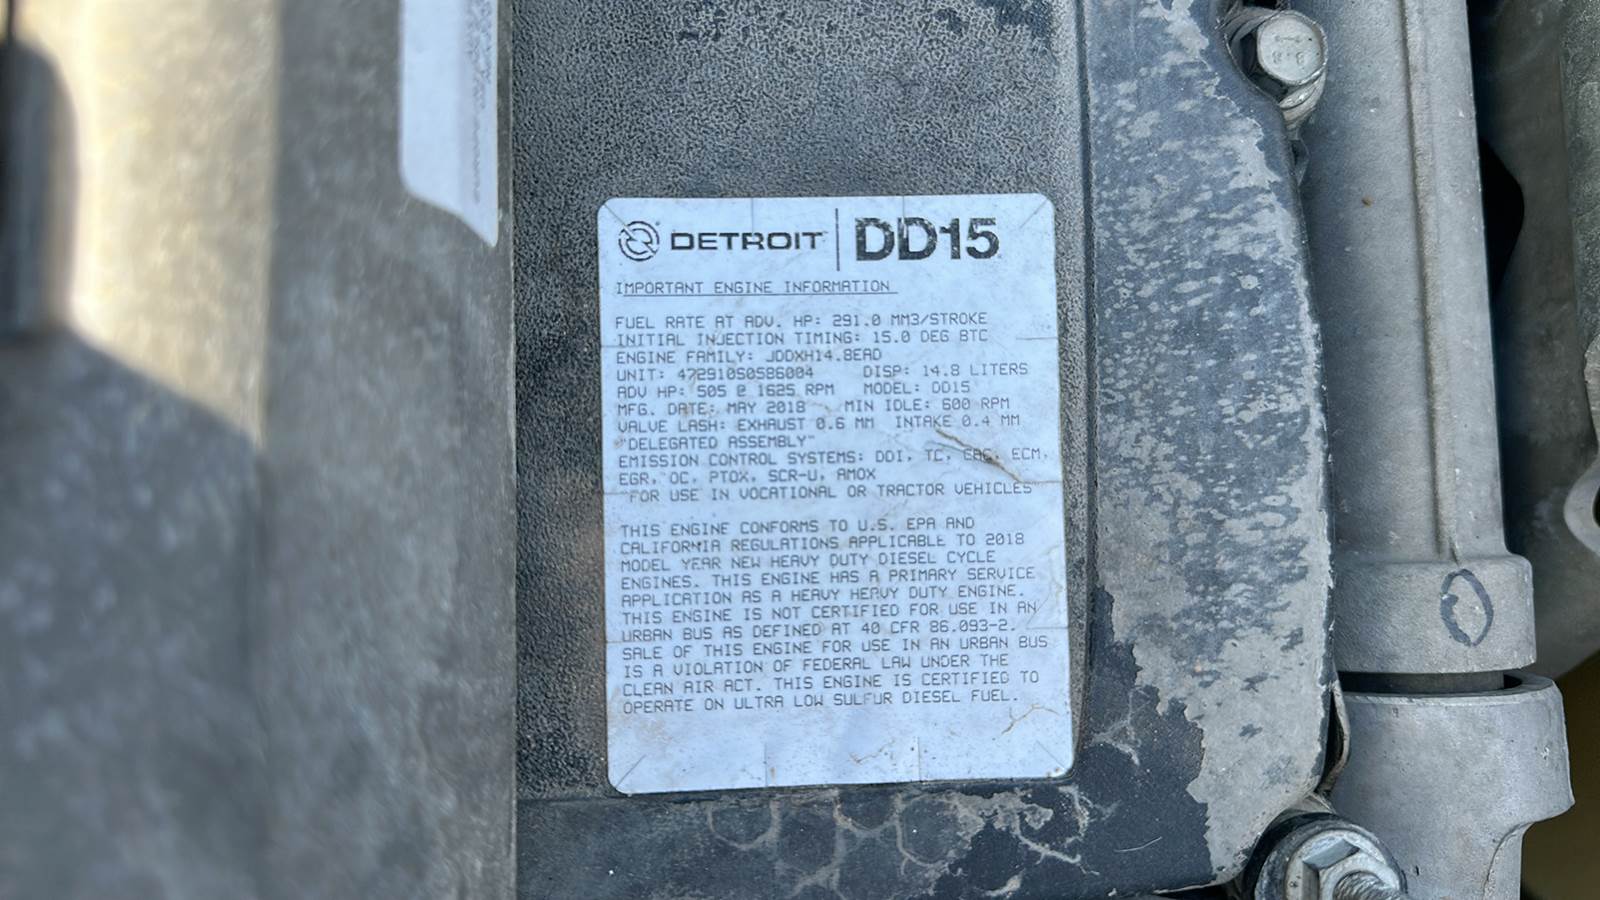 DETROIT DD15
IMPORTANT ENGINE INFORMATION
FUEL RATE AT ADV. HP: 291.0 MM3/STROKE
INITIAL INJECTION TIMING: 15.0 DEG BTC
ENGINE FAMILY: JDDXH14.8EAD
UNIT: 472910S0586004 DISP: 14.8 LITERS
ADV HP: 505 @ 1625 RPM MODEL: DD15
MFG. DATE: MAY 2018 MIN IDLE: 600 RPM
VALVE LASH: EXHAUST 0.6 MM INTAKE 0.4 MM
"DELEGATED ASSEMBLY"
EMISSION CONTROL SYSTEMS: DDI, TC, CAC, ECM,
EGR, OC, PTOX, SCR-U, AMOX
"FOR USE IN VOCATIONAL OR TRACTOR VEHICLES"
THIS ENGINE CONFORMS TO U.S. EPA AND
CALIFORNIA REGULATIONS APPLICABLE TO 2018
MODEL YEAR NEW HEAVY DUTY DIESEL CYCLE
ENGINES. THIS ENGINE HAS A PRIMARY SERVICE
APPLICATION AS A HEAVY HEAVY DUTY ENGINE.
THIS ENGINE IS NOT CERTIFIED FOR USE IN AN
URBAN BUS AS DEFINED AT 40 CFR 86.093-2.
SALE OF THIS ENGINE FOR USE IN AN URBAN BUS
IS A VIOLATION OF FEDERAL LAW UNDER THE
CLEAN AIR ACT. THIS ENGINE IS CERTIFIED TO
OPERATE ON ULTRA LOW SULFUR DIESEL FUEL.